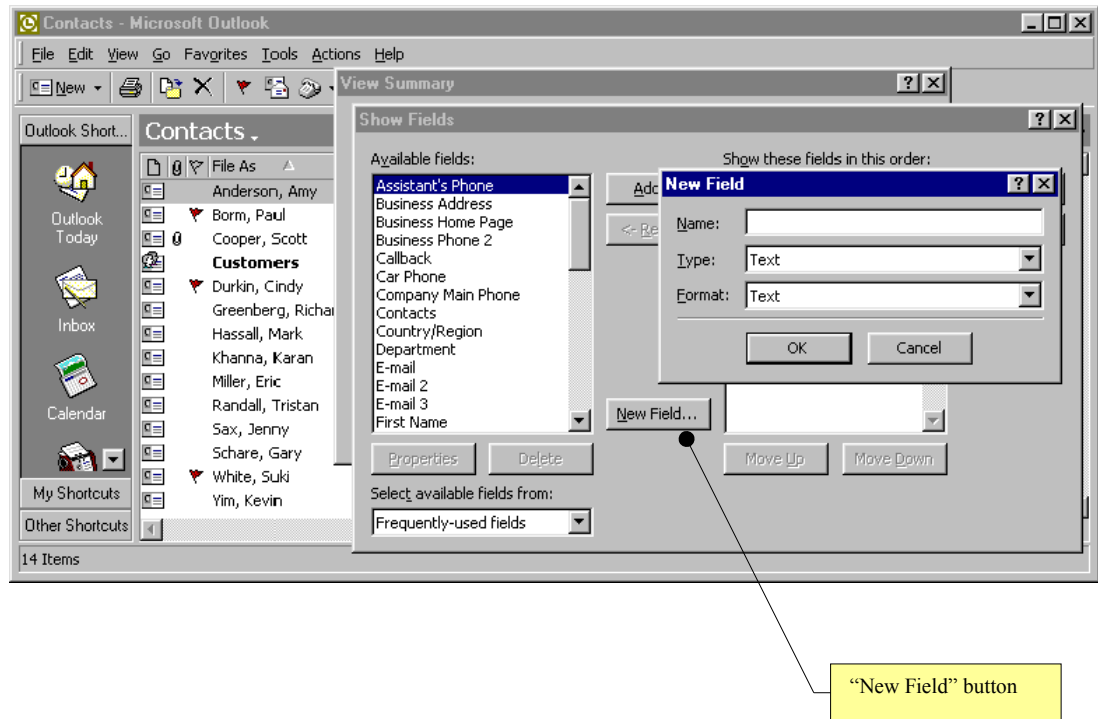 Contacts - Microsoft Outlook
File Edit View Go Favorites Tools Actions Help
New
View Summary
Show Fields
Outlook Short...
Contacts
File As
Anderson, Amy
Borm, Paul
Cooper, Scott
Customers
Durkin, Cindy
Greenberg, Richa
Hassall, Mark
Khanna, Karan
Miller, Eric
Randall, Tristan
Sax, Jenny
Schare, Gary
White, Suki
Yim, Kevin
Outlook
Today
Inbox
Calendar
My Shortcuts
Other Shortcuts
14 Items
Available fields:
Assistant's Phone
Business Address
Business Home Page
Business Phone 2
Callback
Car Phone
Company Main Phone
Contacts
Country/Region
Department
E-mail
E-mail 2
E-mail 3
First Name
Properties Delete
Select available fields from:
Frequently-used fields
Add
<- Re
New Field...
Show these fields in this order:
Move Up Move Down
New Field
Name:
Type: Text
Format: Text
OK Cancel
“New Field” button